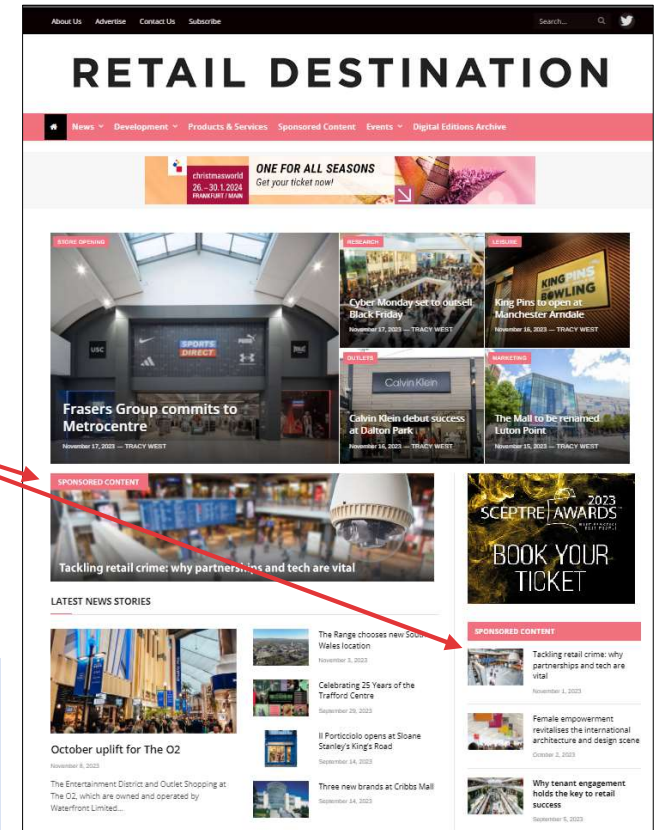 About Us Advertise Contact Us Subscribe Search...
RETAIL DESTINATION
News Development Products & Services Sponsored Content Events Digital Editions Archive
christmasworld
26. – 30. 1. 2024
FRANKFURT / MAIN
ONE FOR ALL SEASONS
Get your ticket now!
STORE OPENING
USC
SPORTS
DIRECT
Frasers Group commits to
Metrocentre
November 17, 2023 — TRACY WEST
RESEARCH
Cyber Monday set to outsell
Black Friday
November 17, 2023 — TRACY WEST
LEISURE
KINGPINS
BOWLING
King Pins to open at
Manchester Arndale
November 16, 2023 — TRACY WEST
OUTLETS
Calvin Klein
Calvin Klein debut success
at Dalton Park
November 16, 2023 — TRACY WEST
MARKETING
The Mall to be renamed
Luton Point
November 15, 2023 — TRACY WEST
SPONSORED CONTENT
Tackling retail crime: why partnerships and tech are vital
LATEST NEWS STORIES
October uplift for The O2
November 8, 2023
The Entertainment District and Outlet Shopping at
The O2, which are owned and operated by
Waterfront Limited...
The Range chooses new South
Wales location
November 3, 2023
Celebrating 25 Years of the
Trafford Centre
September 29, 2023
Il Porticciolo opens at Sloane
Stanley's King's Road
September 14, 2023
Three new brands at Cribbs Mall
September 14, 2023
2023
SCEPTRE AWARDS
BEST PRACTICE
BEST PEOPLE
BOOK YOUR
TICKET
SPONSORED CONTENT
Tackling retail crime: why
partnerships and tech are
vital
November 1, 2023
Female empowerment
revitalises the international
architecture and design scene
October 2, 2023
Why tenant engagement
holds the key to retail
success
September 5, 2023